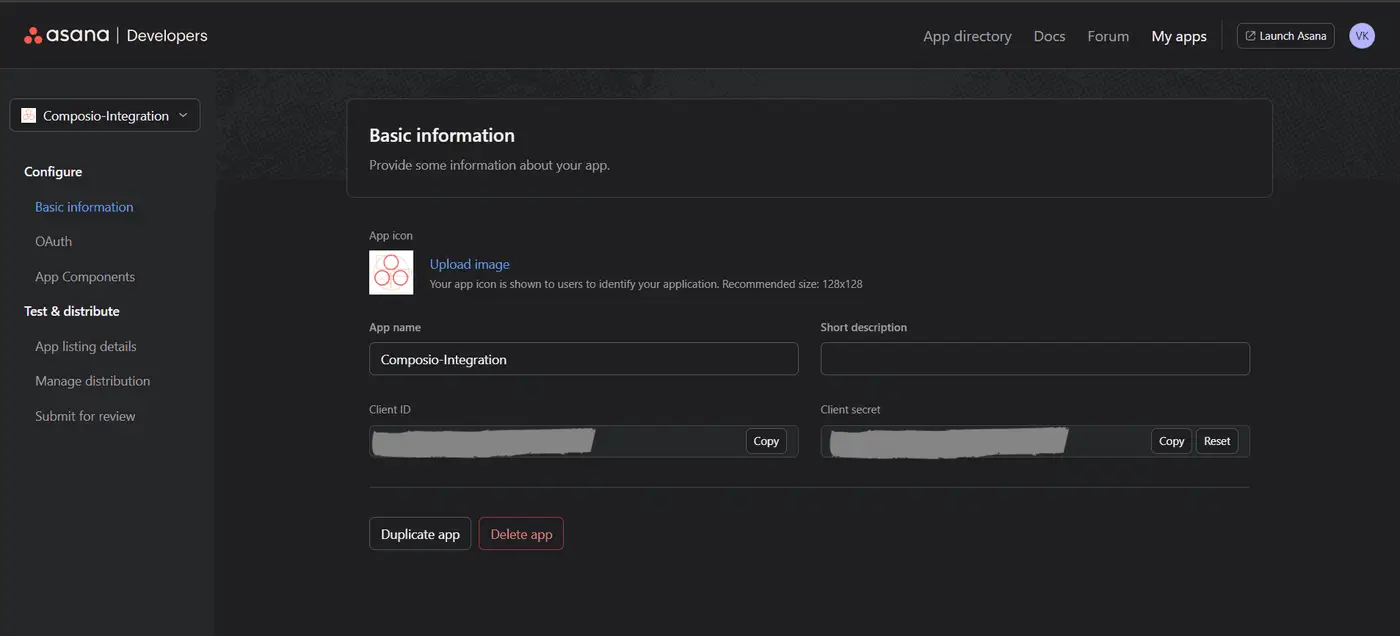 asana | Developers
App directory
Docs
Forum
My apps
Launch Asana
VK
Composio-Integration
Configure
Basic information
OAuth
App Components
Test & distribute
App listing details
Manage distribution
Submit for review
Basic information
Provide some information about your app.
App icon
Upload image
Your app icon is shown to users to identify your application. Recommended size: 128x128
App name
Short description
Composio-Integration
Client ID
Client secret
Copy
Copy
Reset
Duplicate app
Delete app